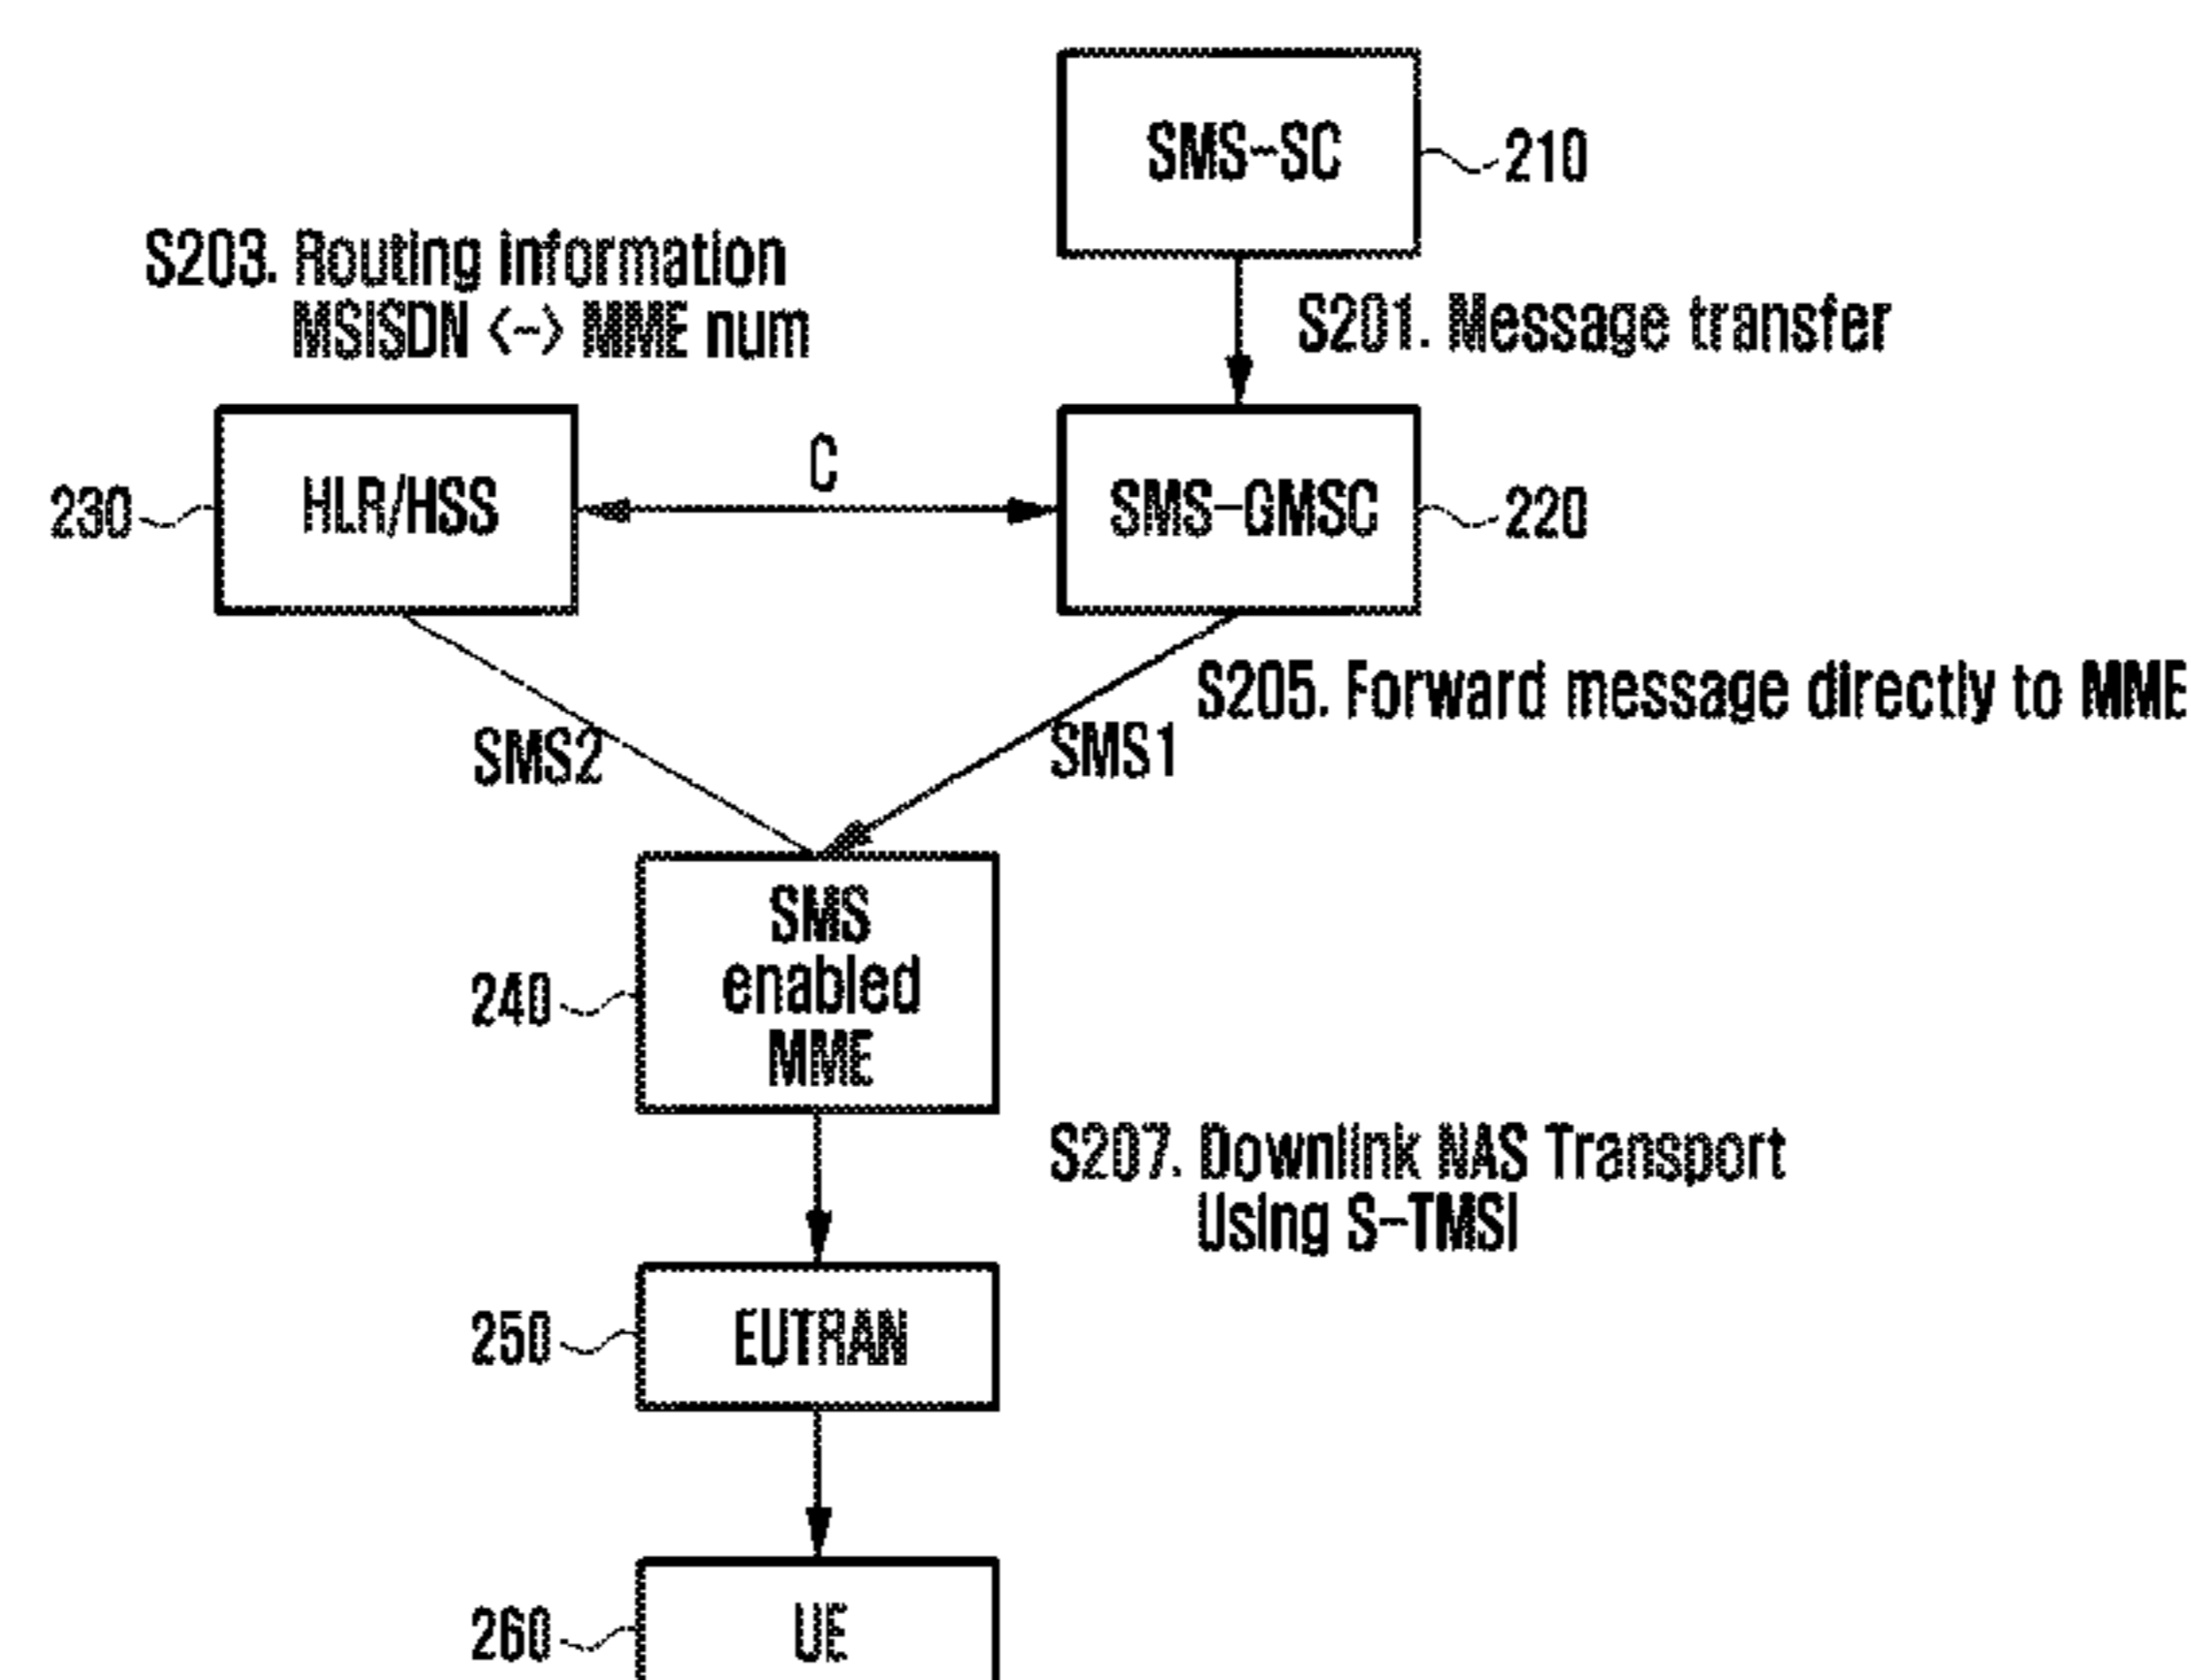 SMS-SC
210
S203. Routing information
MSISDN <-> MME num
S201. Message transfer
C
230
HLR/HSS
SMS-GMSC
220
S205. Forward message directly to MME
SMS2
SMS1
SMS
enabled
MME
240
S207. Downlink NAS Transport
Using S-TMSI
250
EUTRAN
260
UE